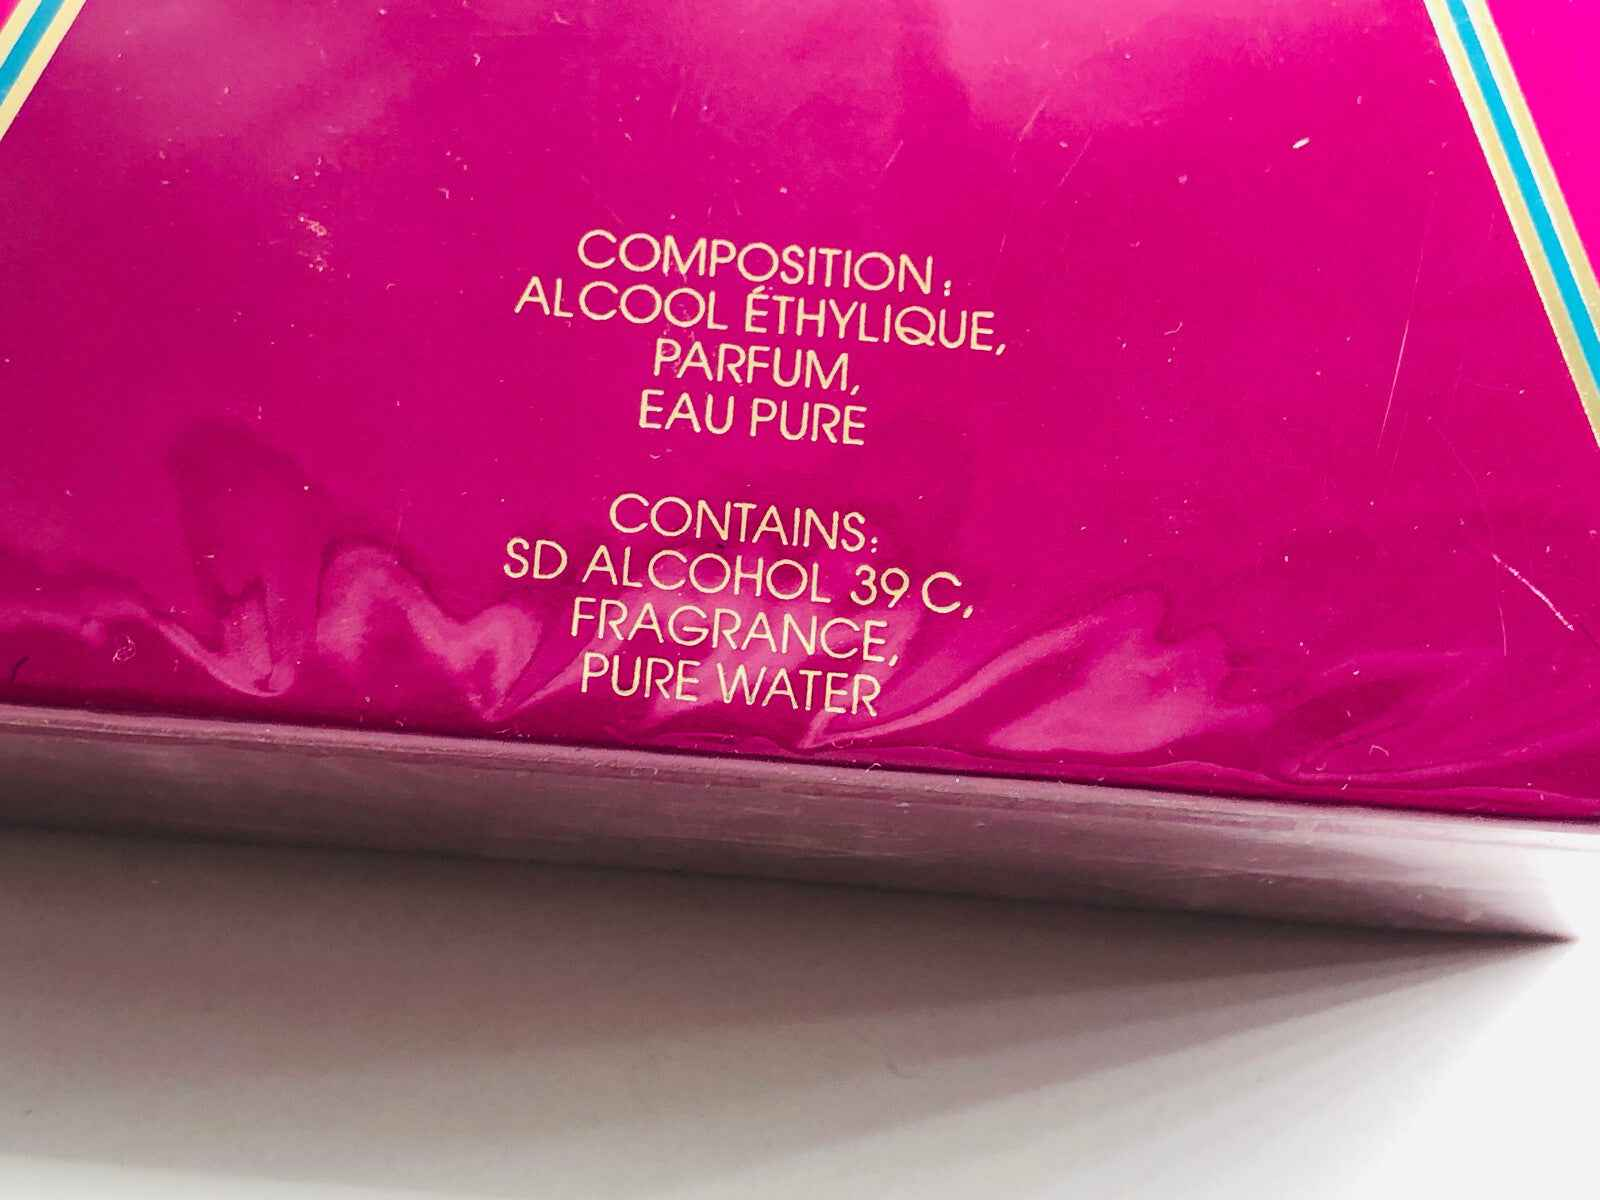 COMPOSITION:
ALCOOL ÉTHYLIQUE,
PARFUM,
EAU PURE
CONTAINS:
SD ALCOHOL 39 C,
FRAGRANCE,
PURE WATER